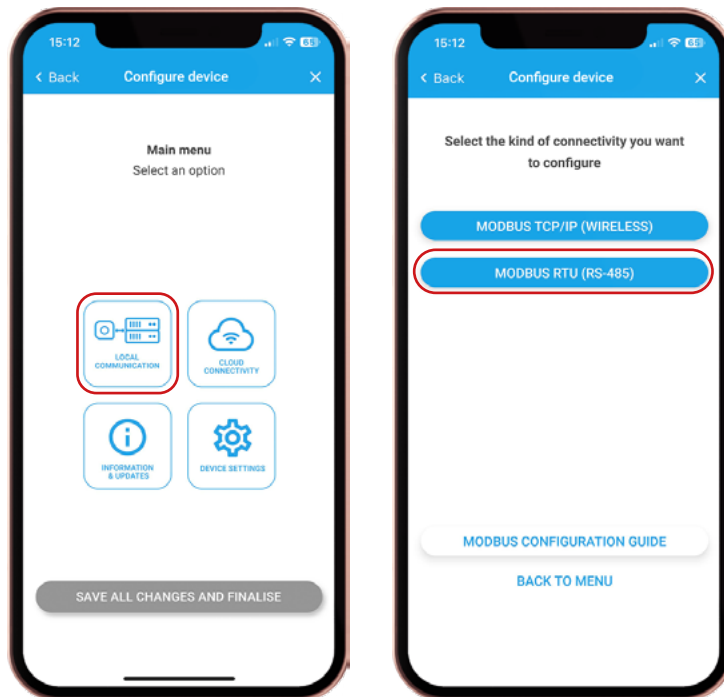 15:12
69
Back
Configure device
Main menu
Select an option
LOCAL
COMMUNICATION
CLOUD
CONNECTIVITY
INFORMATION
& UPDATES
DEVICE SETTINGS
SAVE ALL CHANGES AND FINALISE
15:12
69
Back
Configure device
Select the kind of connectivity you want
to configure
MODBUS TCP/IP (WIRELESS)
MODBUS RTU (RS-485)
MODBUS CONFIGURATION GUIDE
BACK TO MENU